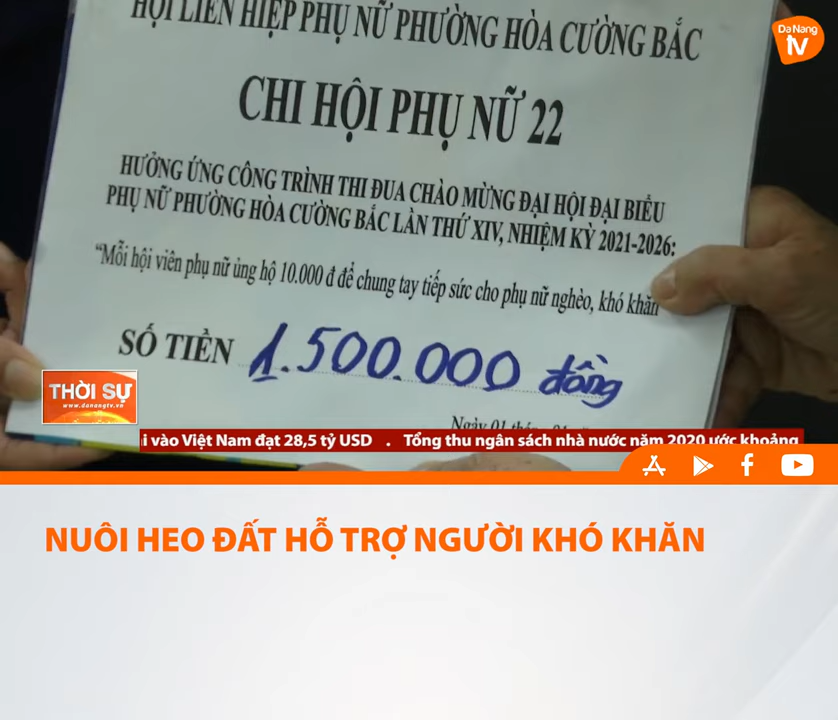 HỘI LIÊN HIỆP PHỤ NỮ PHƯỜNG HÒA CƯỜNG BẮC
Da Nang
TV
CHI HỘI PHỤ NỮ 22
HƯỞNG ỨNG CÔNG TRÌNH THI ĐUA CHÀO MỪNG ĐẠI HỘI ĐẠI BIỂU
PHỤ NỮ PHƯỜNG HÒA CƯỜNG BẮC LẦN THỨ XIV, NHIỆM KỲ 2021-2026:
“Mỗi hội viên phụ nữ ủng hộ 10.000 đ để chung tay tiếp sức cho phụ nữ nghèo, khó khăn
SỐ TIỀN 1.500.000 đồng
THỜI SỰ
www.danangtv.vn
Ngày 01
vào Việt Nam đạt 28,5 tỷ USD . Tổng thu ngân sách nhà nước năm 2020 ước khoảng
NUÔI HEO ĐẤT HỖ TRỢ NGƯỜI KHÓ KHĂN